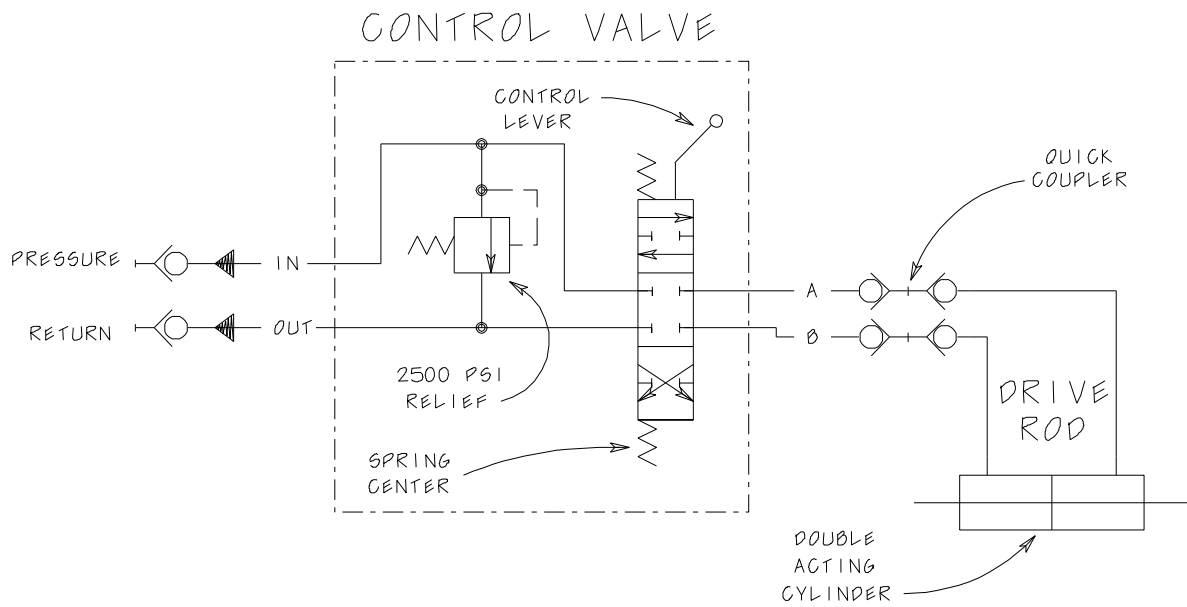 CONTROL VALVE
CONTROL
LEVER
QUICK
COUPLER
PRESSURE
IN
RETURN
OUT
A
B
2500 PSI
RELIEF
DRIVE
ROD
SPRING
CENTER
DOUBLE
ACTING
CYLINDER